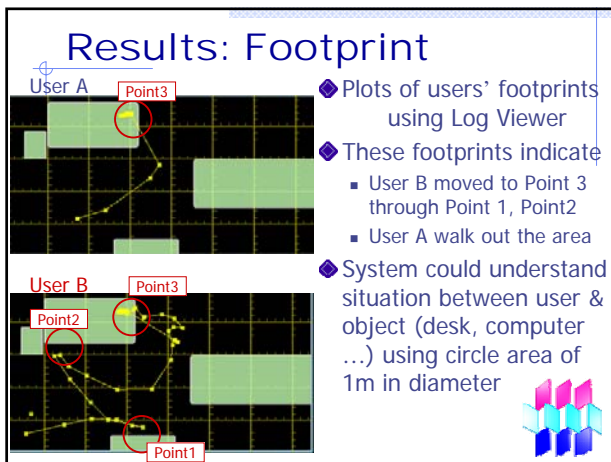 Results: Footprint
User A
Point3
User B
Point3
Point2
Point1
Plots of users’ footprints
using Log Viewer
These footprints indicate
User B moved to Point 3
through Point 1, Point2
User A walk out the area
System could understand
situation between user &
object (desk, computer
...) using circle area of
1m in diameter